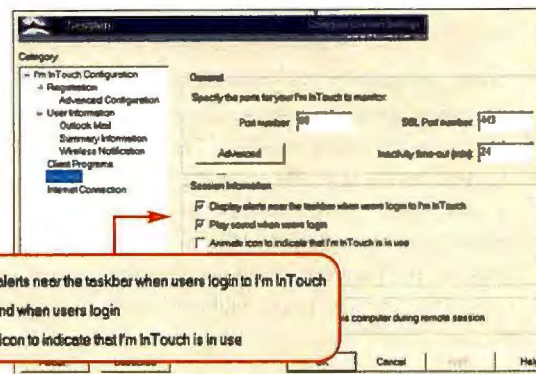 Session
Category
I'm InTouch Configuration
Registration
Advanced Configuration
User Information
Outlook Mail
Summary Information
Wireless Notification
Client Programs
Internet Connection
General
Specify the ports for your I'm InTouch to monitor:
Port number:
SSL Port number: 443
Advanced
Inactivity time-out (min): 24
Session Information
Display alerts near the taskbar when users login to I'm InTouch
Play sound when users login
Animate icon to indicate that I'm InTouch is in use
alerts near the taskbar when users login to I'm InTouch
nd when users login
icon to indicate that I'm InTouch is in use
is computer during remote session
Cancel
Help